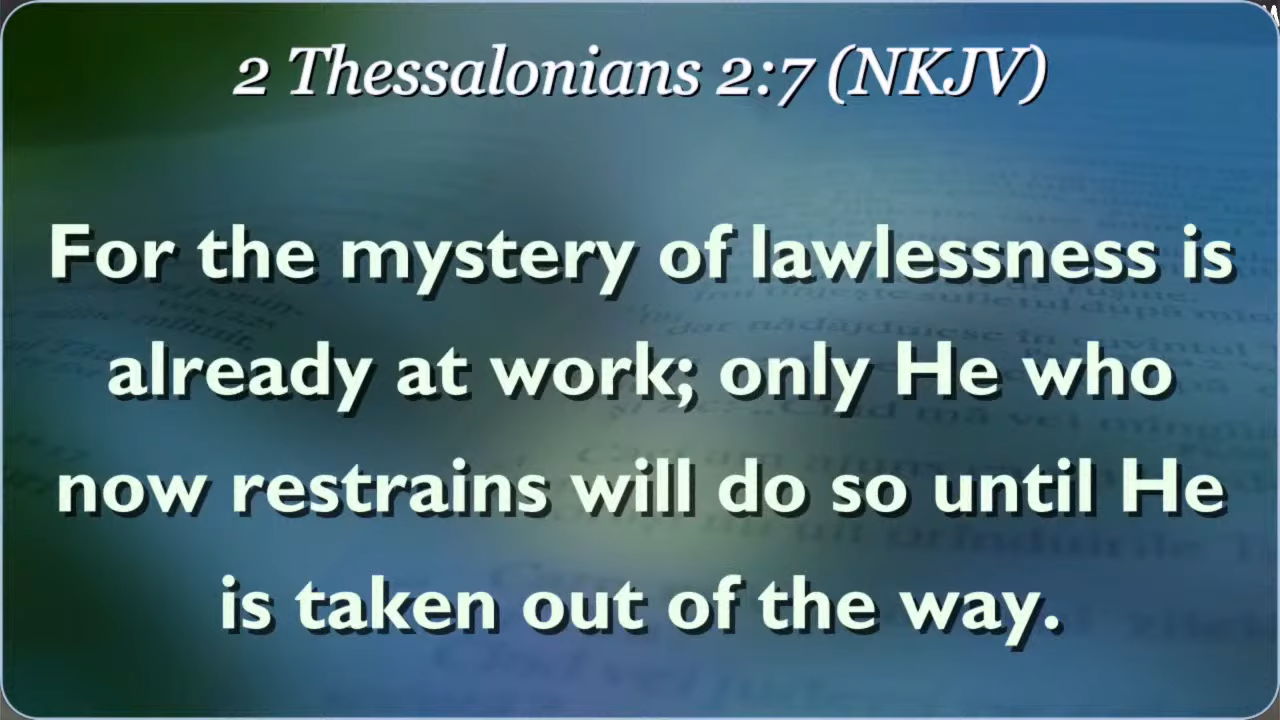 2 Thessalonians 2:7 (NKJV)
For the mystery of lawlessness is
already at work; only He who
now restrains will do so until He
is taken out of the way.